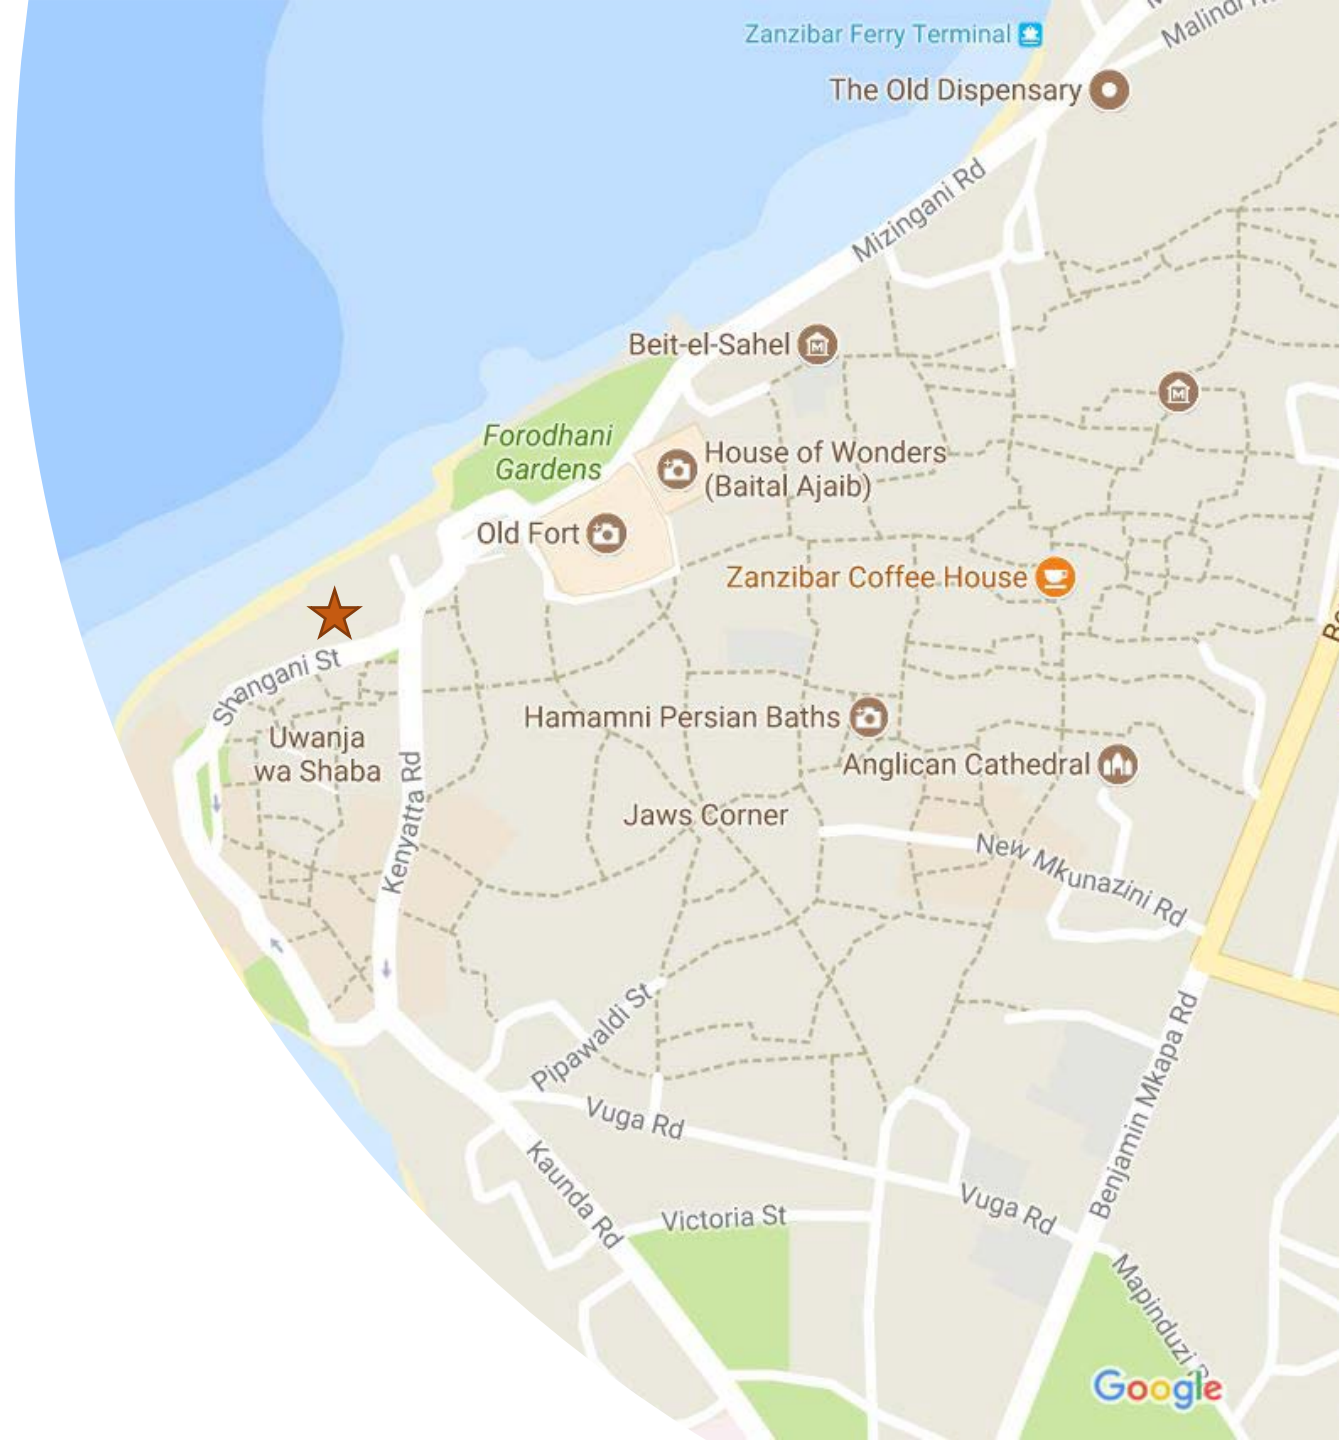 Zanzibar Ferry Terminal
The Old Dispensary
Mizingani Rd
Beit-el-Sahel
Forodhani
Gardens
House of Wonders
(Baital Ajaib)
Old Fort
Zanzibar Coffee House
Shangani St
Hamamni Persian Baths
Uwanja
wa Shaba
Anglican Cathedral
Kenyatta Rd
Jaws Corner
New Mkunazini Rd
Pipawaldi St
Vuga Rd
Benjamin Mkapa Rd
Kaunda Rd
Victoria St
Vuga Rd
Mapinduzi
Google